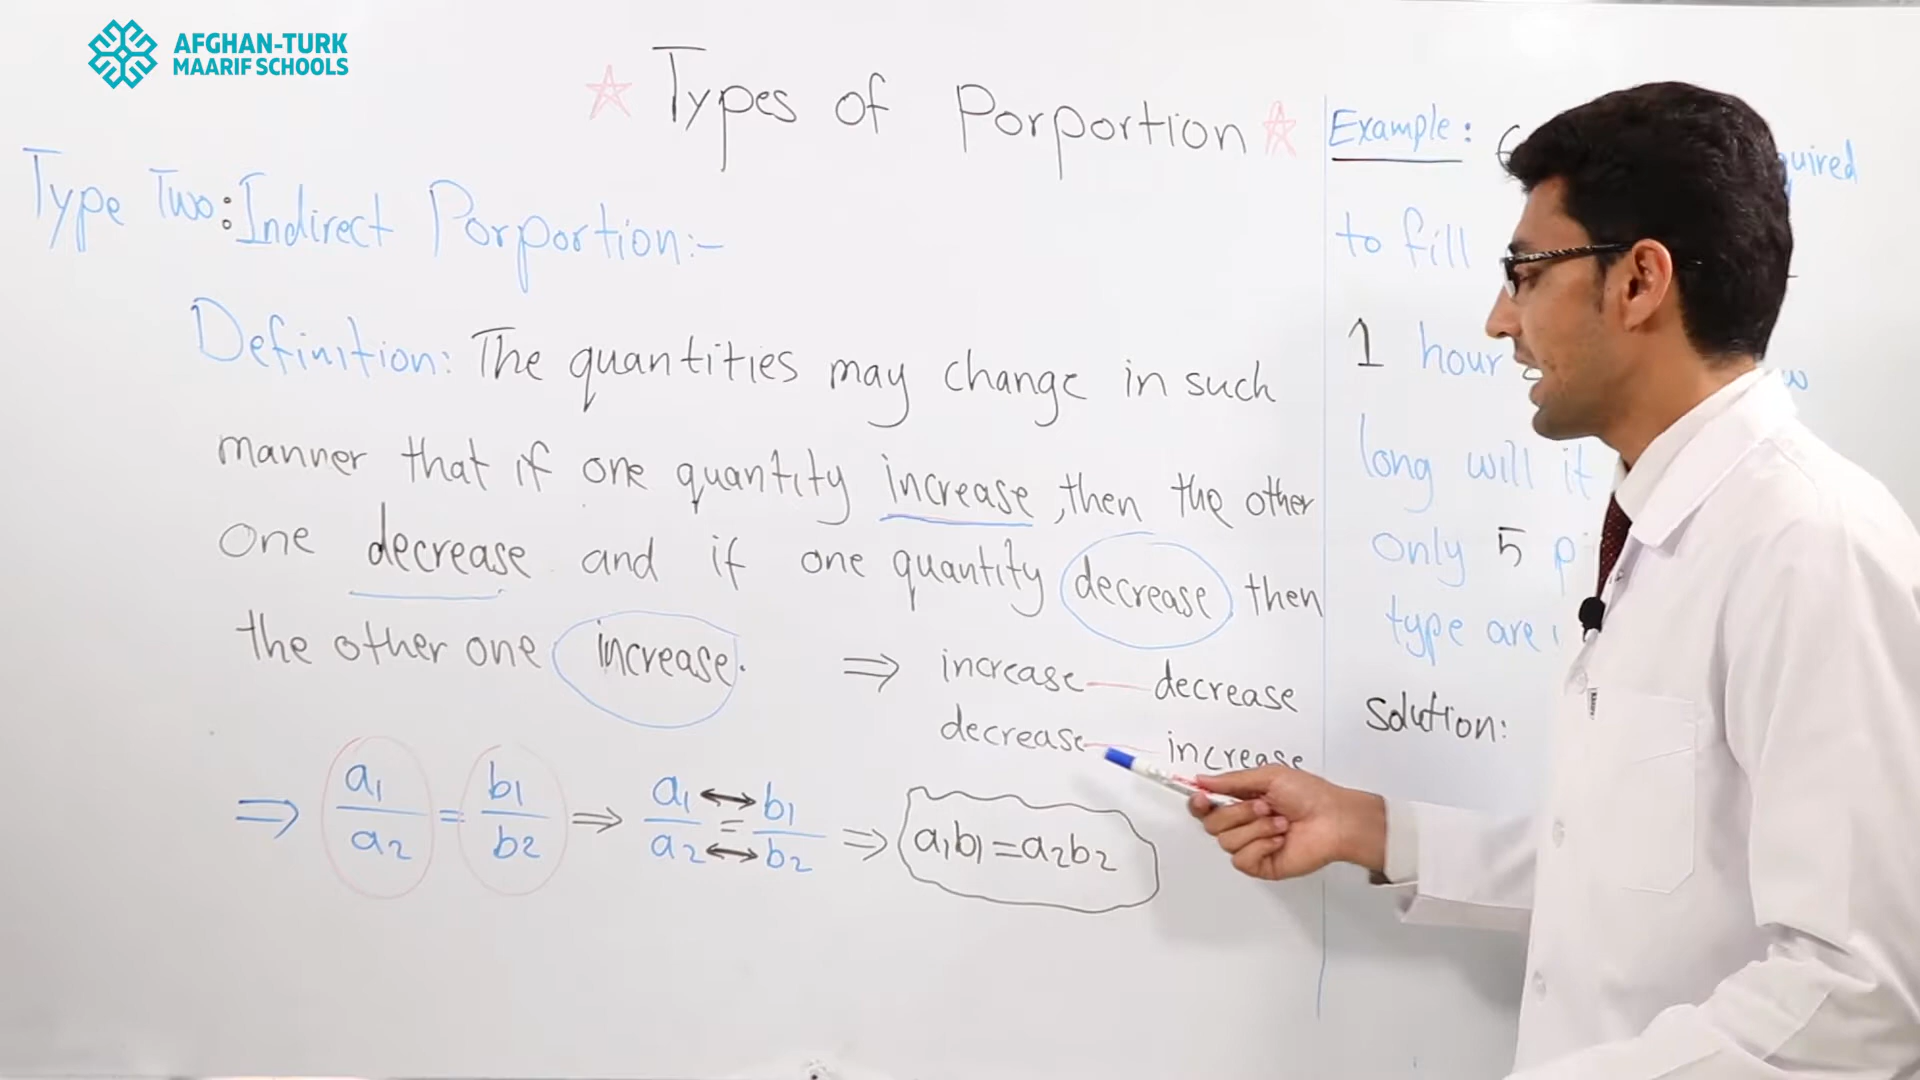 AFGHAN-TURK
MAARIF SCHOOLS
Types of Porportion
Type Two: Indirect Porportion:-
Definition: The quantities may change in such
manner that if one quantity increase, then the other
one decrease and if one quantity decrease then
the other one increase.
⇒ increase — decrease
decrease — increase
⇒ a1/a2 = b1/b2 ⇒ a1/a2 ↔ = ↔ b1/b2 ⇒ a1b1=a2b2
Example:
to fill
1 hour
long will it
only 5
type are
Solution: